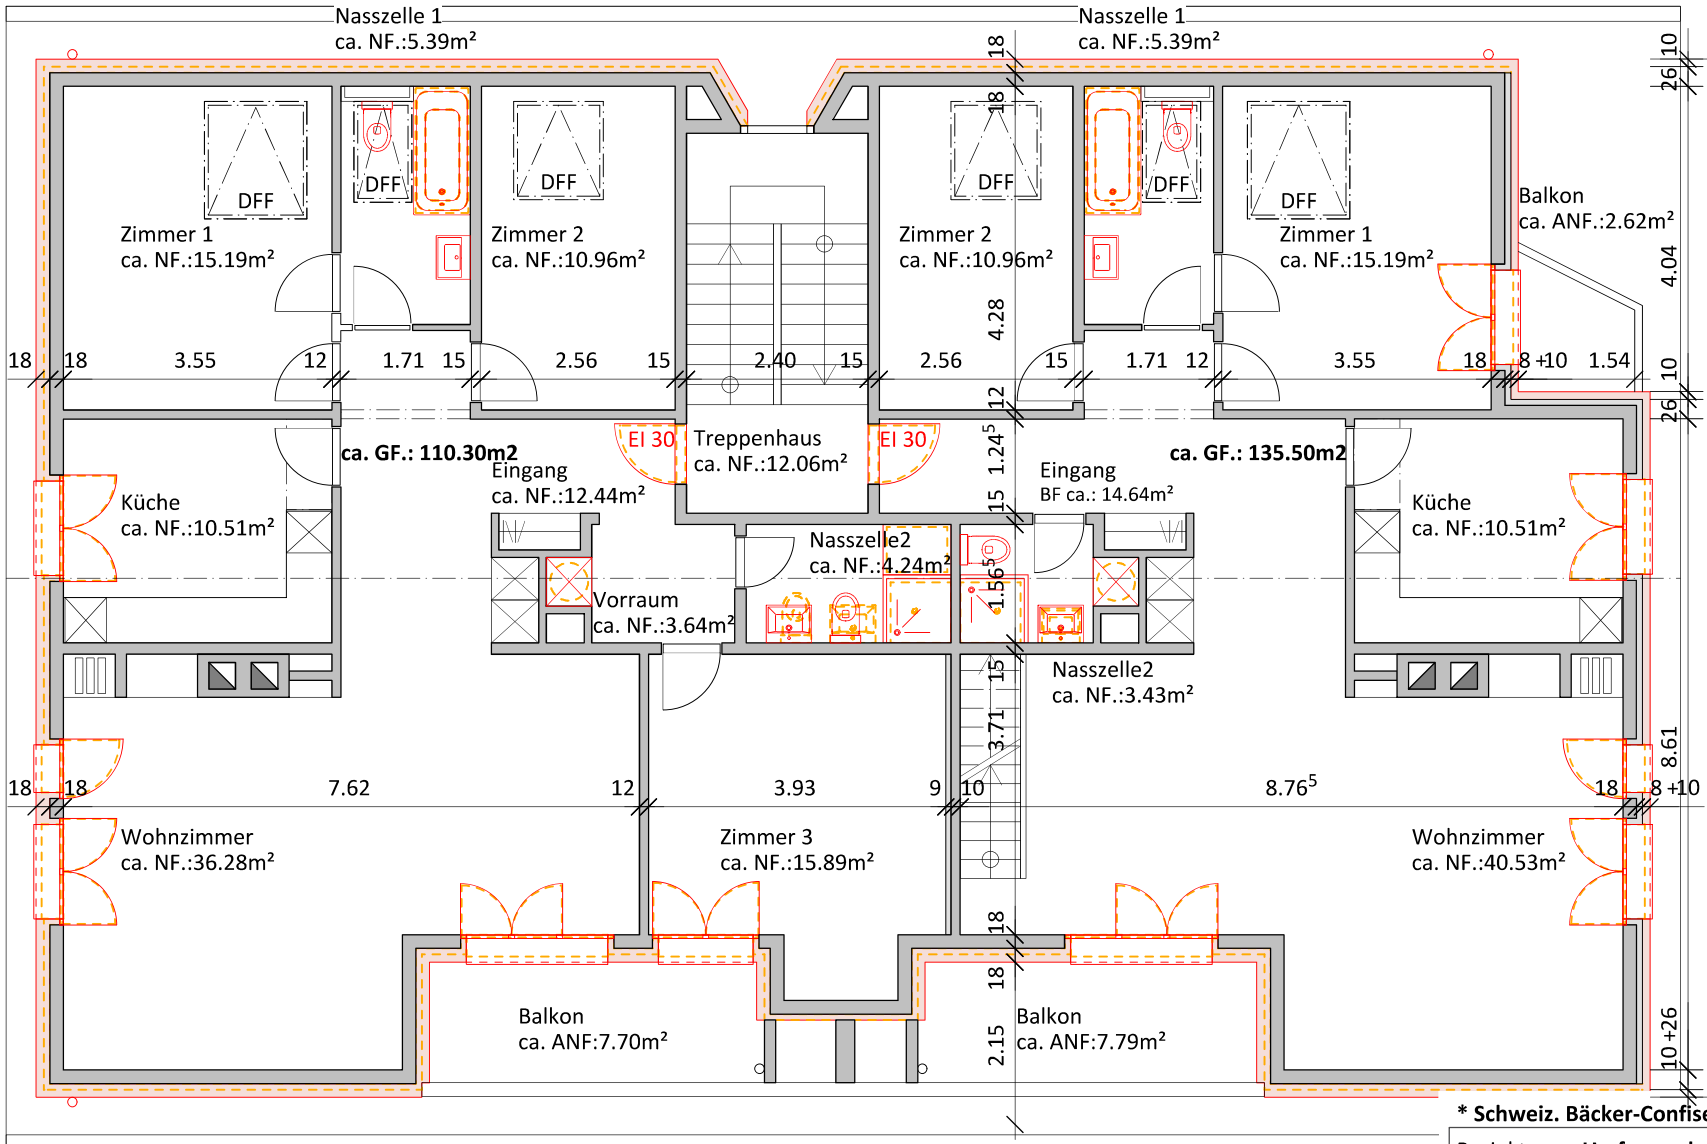 Nasszelle 1
ca. NF.:5.39m²
Nasszelle 1
ca. NF.:5.39m²
18
10
26
18
DFF
DFF
DFF
DFF
DFF
DFF
Zimmer 1
ca. NF.:15.19m²
Zimmer 2
ca. NF.:10.96m²
Zimmer 2
ca. NF.:10.96m²
Zimmer 1
ca. NF.:15.19m²
Balkon
ca. ANF.:2.62m²
4.04
4.28
18 18 3.55 12 1.71 15 2.56 15 2.40 15 2.56 15 1.71 12 3.55 18 8 +10 1.54
10
26
12
ca. GF.: 110.30m2
EI 30
Treppenhaus
ca. NF.:12.06m²
EI 30
1.24⁵
ca. GF.: 135.50m2
Eingang
ca. NF.:12.44m²
Eingang
BF ca.: 14.64m²
15
Küche
ca. NF.:10.51m²
Küche
ca. NF.:10.51m²
Nasszelle2
ca. NF.:4.24m²
1.56⁵
Vorraum
ca. NF.:3.64m²
15
Nasszelle2
ca. NF.:3.43m²
3.71
8.61
18 18 7.62 12 3.93 9 10 8.76⁵ 18 8 +10
Wohnzimmer
ca. NF.:36.28m²
Zimmer 3
ca. NF.:15.89m²
Wohnzimmer
ca. NF.:40.53m²
18
18
Balkon
ca. ANF:7.70m²
2.15
Balkon
ca. ANF:7.79m²
10 +26
* Schweiz. Bäcker-Confise